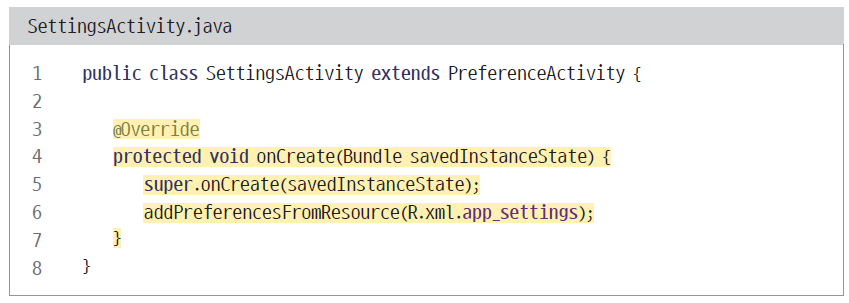 SettingsActivity.java
1 public class SettingsActivity extends PreferenceActivity {
2
3 @Override
4 protected void onCreate(Bundle savedInstanceState) {
5 super.onCreate(savedInstanceState);
6 addPreferencesFromResource(R.xml.app_settings);
7 }
8 }